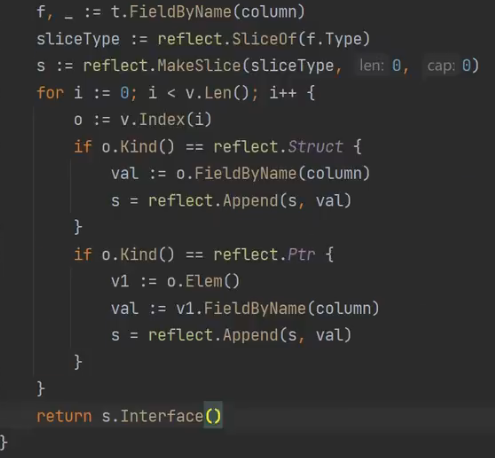 f, _ := t.FieldByName(column)
sliceType := reflect.SliceOf(f.Type)
s := reflect.MakeSlice(sliceType, len: 0, cap: 0)
for i := 0; i < v.Len(); i++ {
o := v.Index(i)
if o.Kind() == reflect.Struct {
val := o.FieldByName(column)
s = reflect.Append(s, val)
}
if o.Kind() == reflect.Ptr {
v1 := o.Elem()
val := v1.FieldByName(column)
s = reflect.Append(s, val)
}
}
return s.Interface()
}